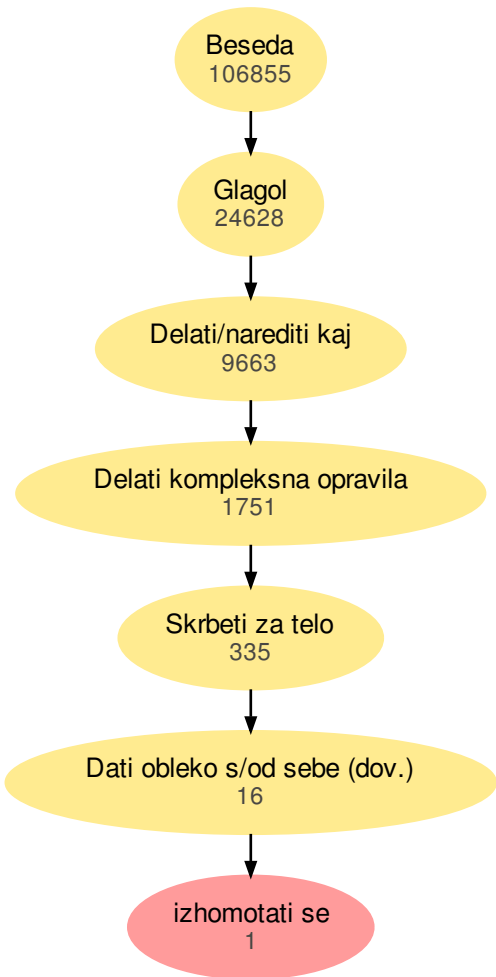 Beseda
106855
Glagol
24628
Delati/narediti kaj
9663
Delati kompleksna opravila
1751
Skrbeti za telo
335
Dati obleko s/od sebe (dov.)
16
izhomotati se
1